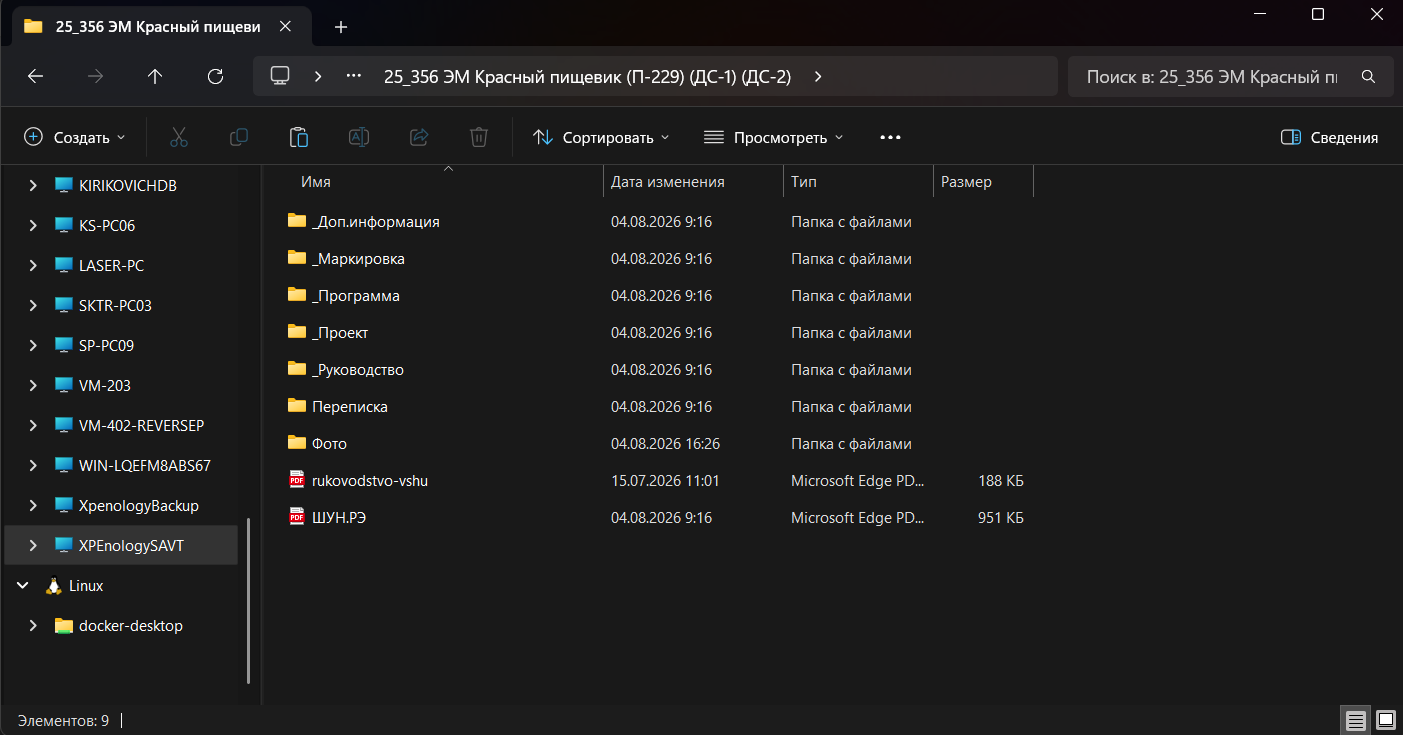 25_356 ЭМ Красный пищеви
25_356 ЭМ Красный пищевик (П-229) (ДС-1) (ДС-2)
Поиск в: 25_356 ЭМ Красный пи
Создать
Сортировать
Просмотреть
Сведения
KIRIKOVICHDB
KS-PC06
LASER-PC
SKTR-PC03
SP-PC09
VM-203
VM-402-REVERSEP
WIN-LQEFM8ABS67
XpenologyBackup
XPEnologySAVT
Linux
docker-desktop
Имя Дата изменения Тип Размер
_Доп.информация 04.08.2026 9:16 Папка с файлами
_Маркировка 04.08.2026 9:16 Папка с файлами
_Программа 04.08.2026 9:16 Папка с файлами
_Проект 04.08.2026 9:16 Папка с файлами
_Руководство 04.08.2026 9:16 Папка с файлами
Переписка 04.08.2026 9:16 Папка с файлами
Фото 04.08.2026 16:26 Папка с файлами
PDF rukovodstvo-vshu 15.07.2026 11:01 Microsoft Edge PD... 188 КБ
PDF ШУН.РЭ 04.08.2026 9:16 Microsoft Edge PD... 951 КБ
Элементов: 9